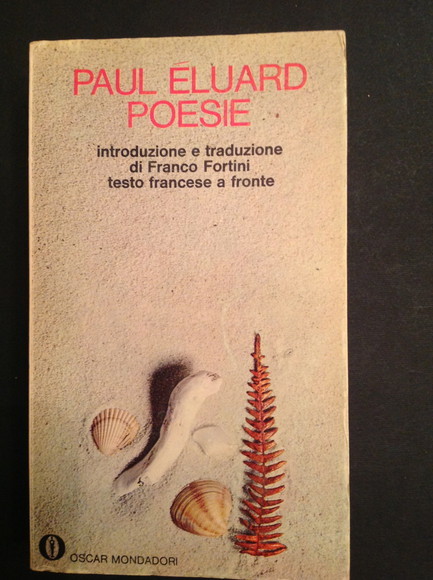 PAUL ÉLUARD
POESIE
introduzione e traduzione
di Franco Fortini
testo francese a fronte
OSCAR MONDADORI